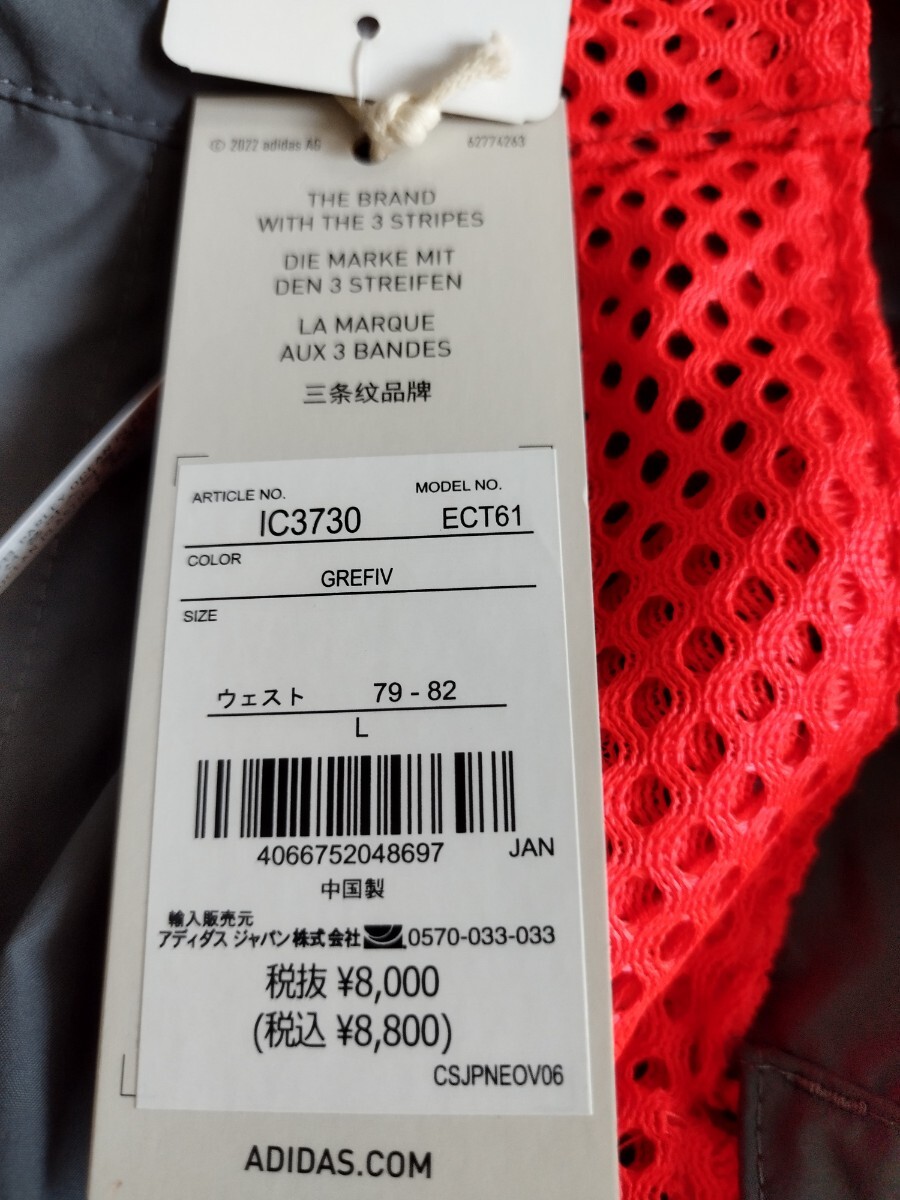 © 2022 adidas AG 62774263
THE BRAND
WITH THE 3 STRIPES
DIE MARKE MIT
DEN 3 STREIFEN
LA MARQUE
AUX 3 BANDES
三条纹品牌
ARTICLE NO. MODEL NO.
IC3730 ECT61
COLOR
GREFIV
SIZE
ウェスト 79 - 82
L
4066752048697 JAN
中国製
輸入販売元
アディダス ジャパン株式会社 0570-033-033
税抜 ¥8,000
(税込 ¥8,800)
CSJPNEOV06
ADIDAS.COM